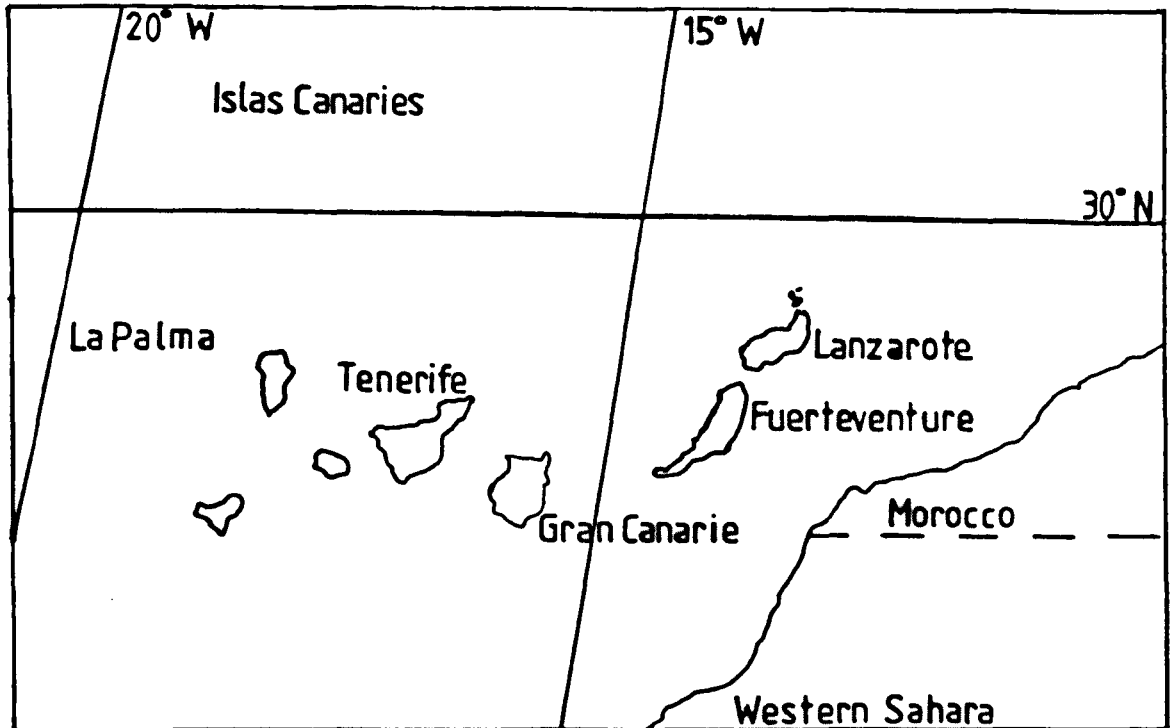 20° W
15° W
Islas Canaries
30° N
La Palma
Lanzarote
Tenerife
Fuerteventure
Morocco
Gran Canarie
Western Sahara